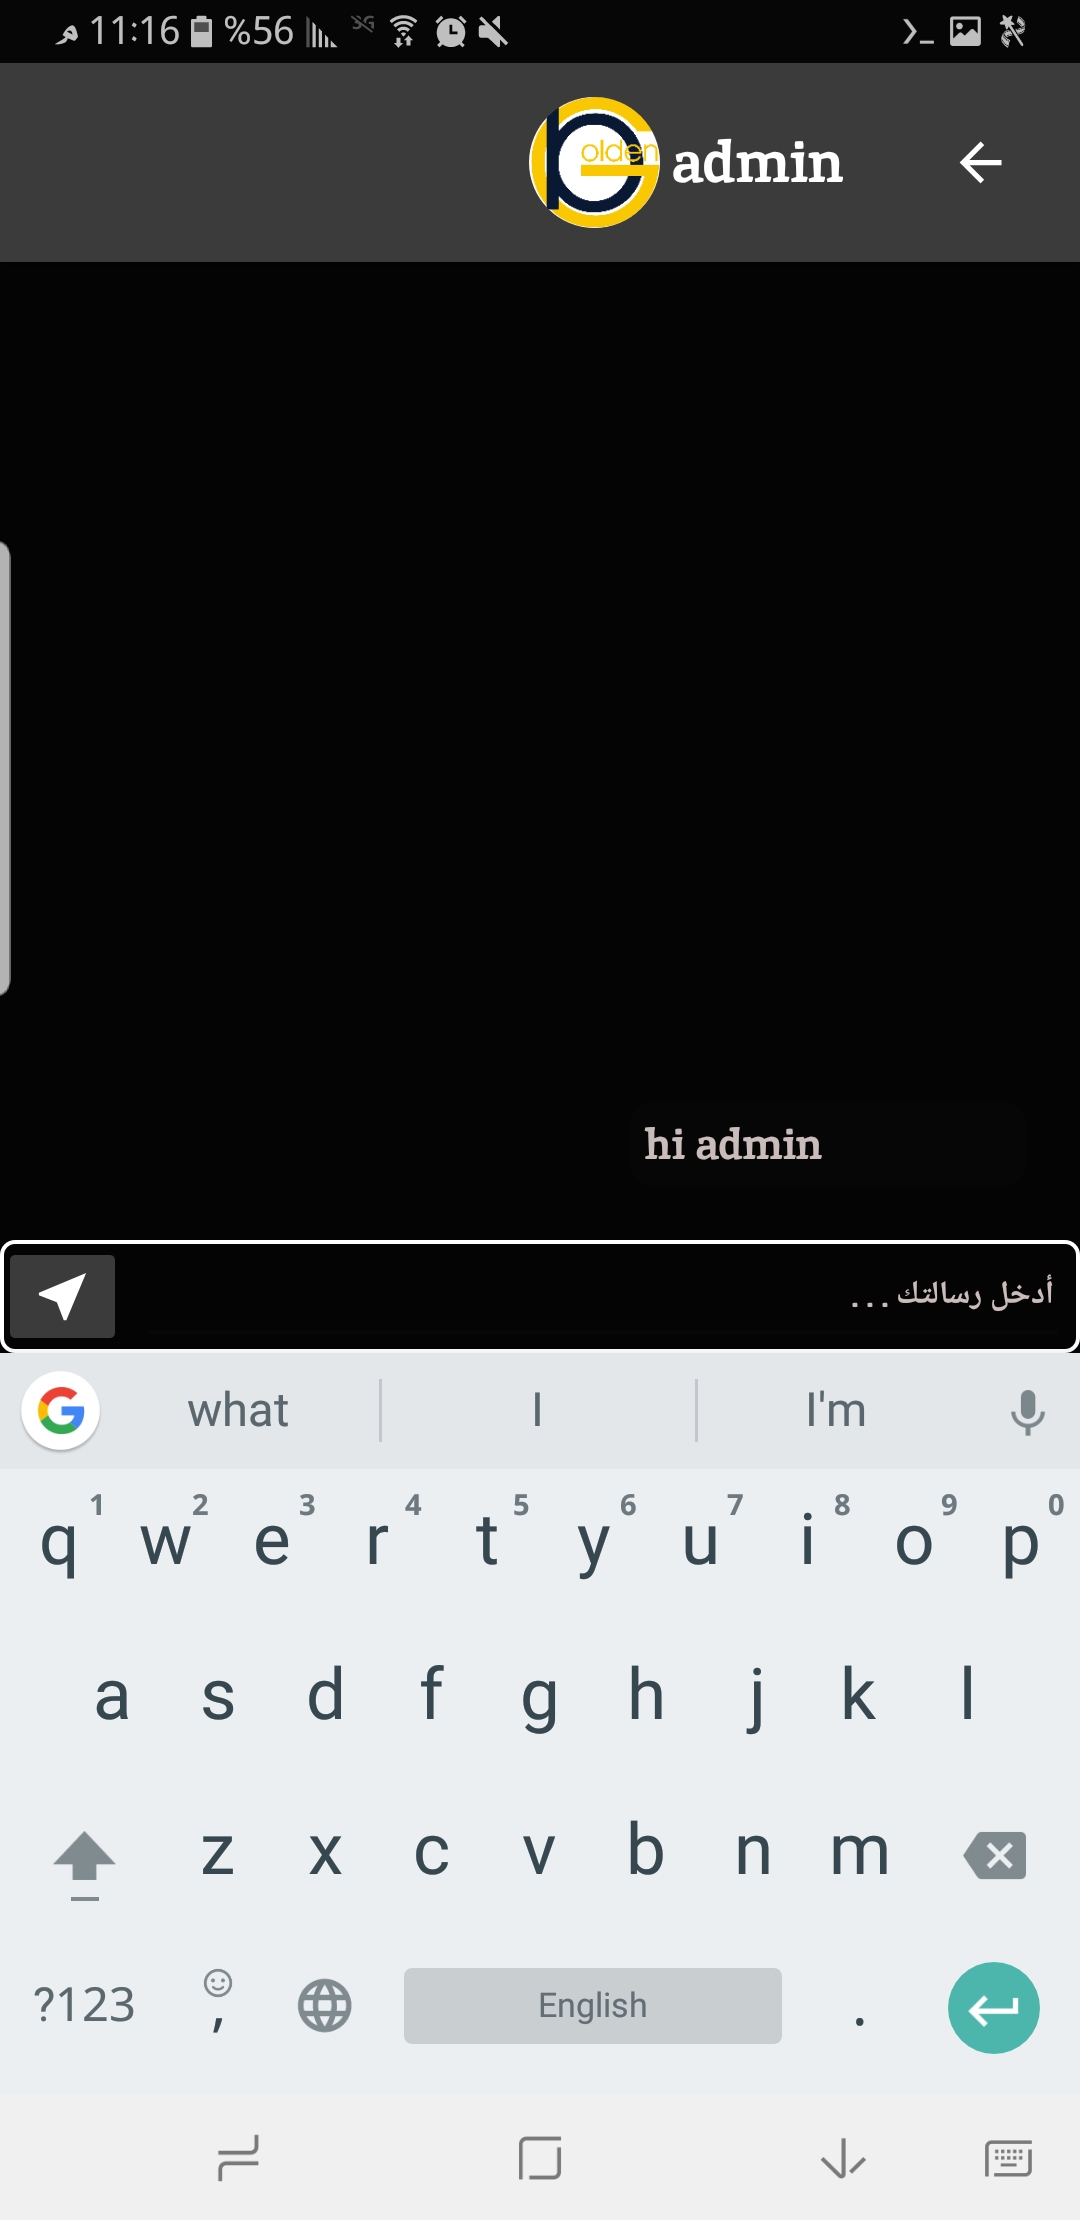 م 11:16 %56 3G
olden admin
hi admin
أدخل رسالتك...
what I I'm
1 2 3 4 5 6 7 8 9 0
q w e r t y u i o p
a s d f g h j k l
z x c v b n m
?123 , English .